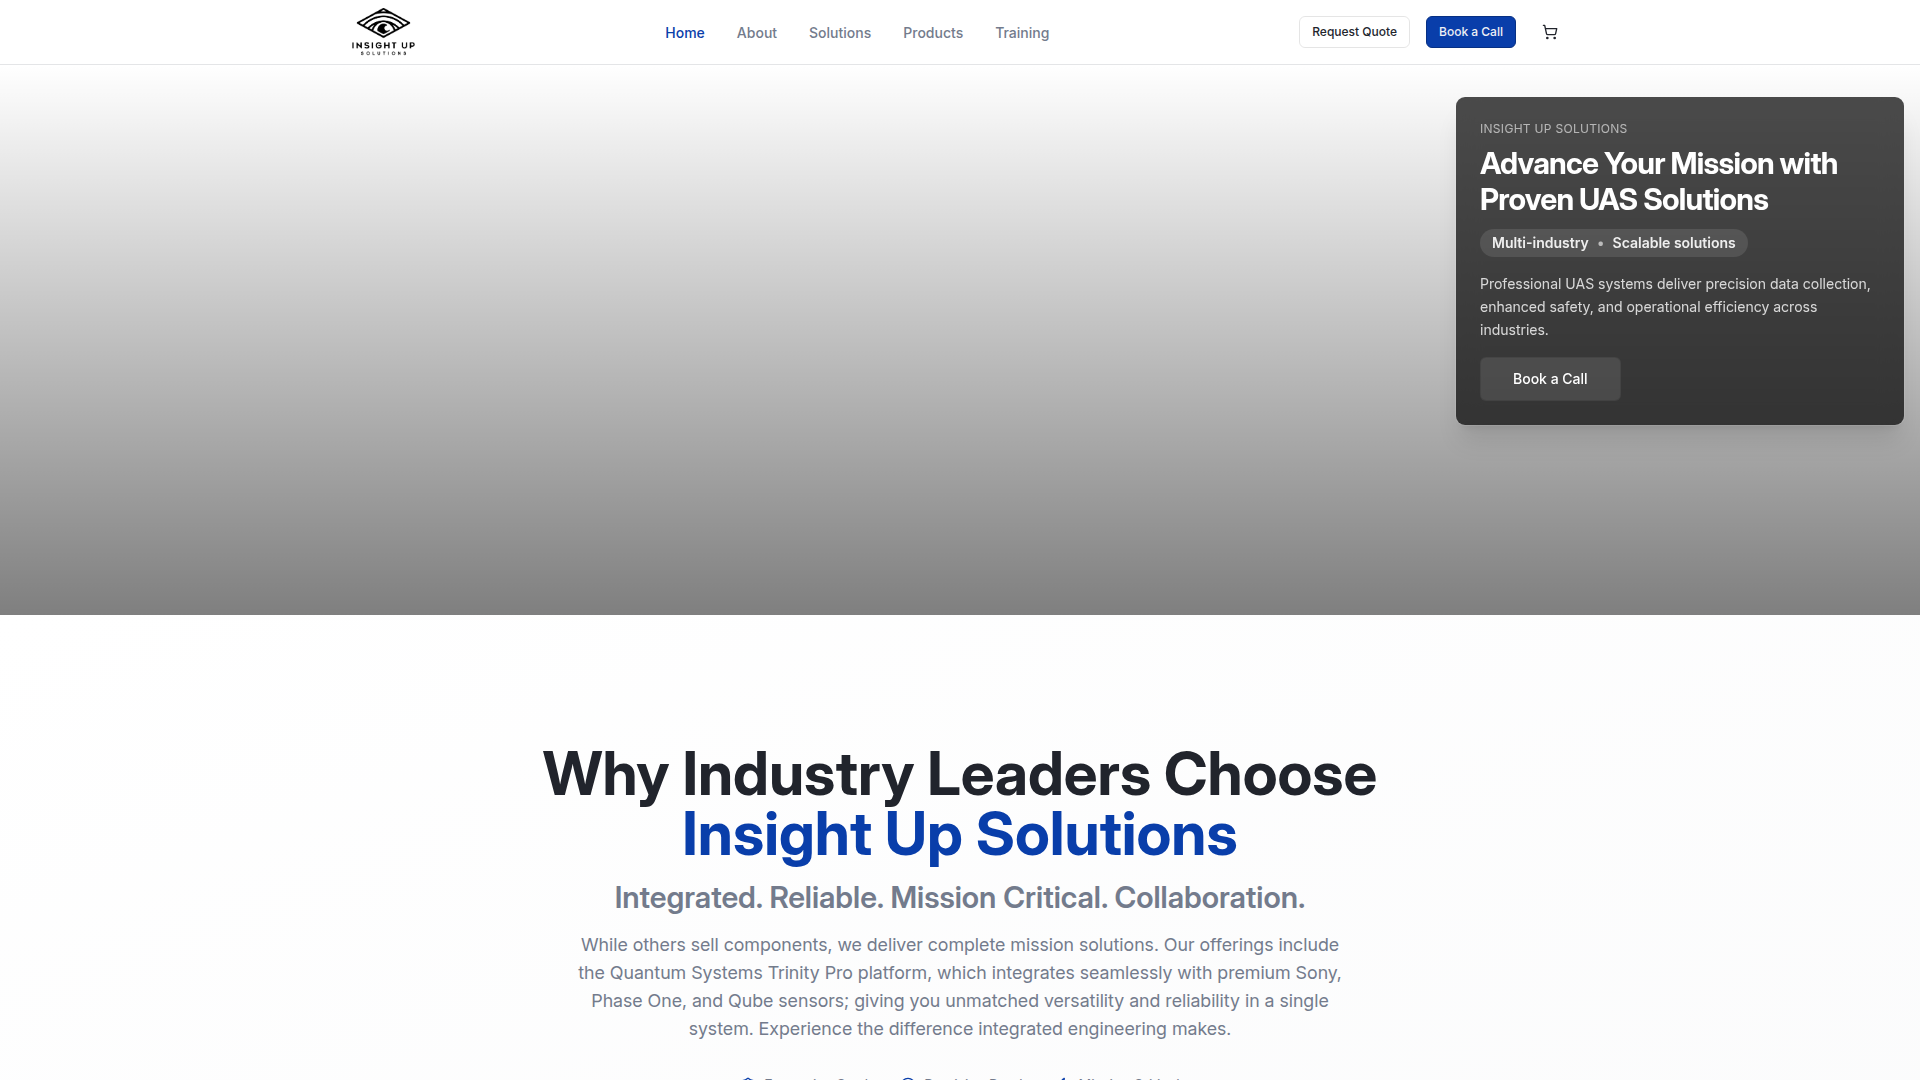 INSIGHT UP
SOLUTIONS
Home
About
Solutions
Products
Training
Request Quote
Book a Call
INSIGHT UP SOLUTIONS
Advance Your Mission with
Proven UAS Solutions
Multi-industry • Scalable solutions
Professional UAS systems deliver precision data collection,
enhanced safety, and operational efficiency across
industries.
Book a Call
Why Industry Leaders Choose
Insight Up Solutions
Integrated. Reliable. Mission Critical. Collaboration.
While others sell components, we deliver complete mission solutions. Our offerings include
the Quantum Systems Trinity Pro platform, which integrates seamlessly with premium Sony,
Phase One, and Qube sensors; giving you unmatched versatility and reliability in a single
system. Experience the difference integrated engineering makes.